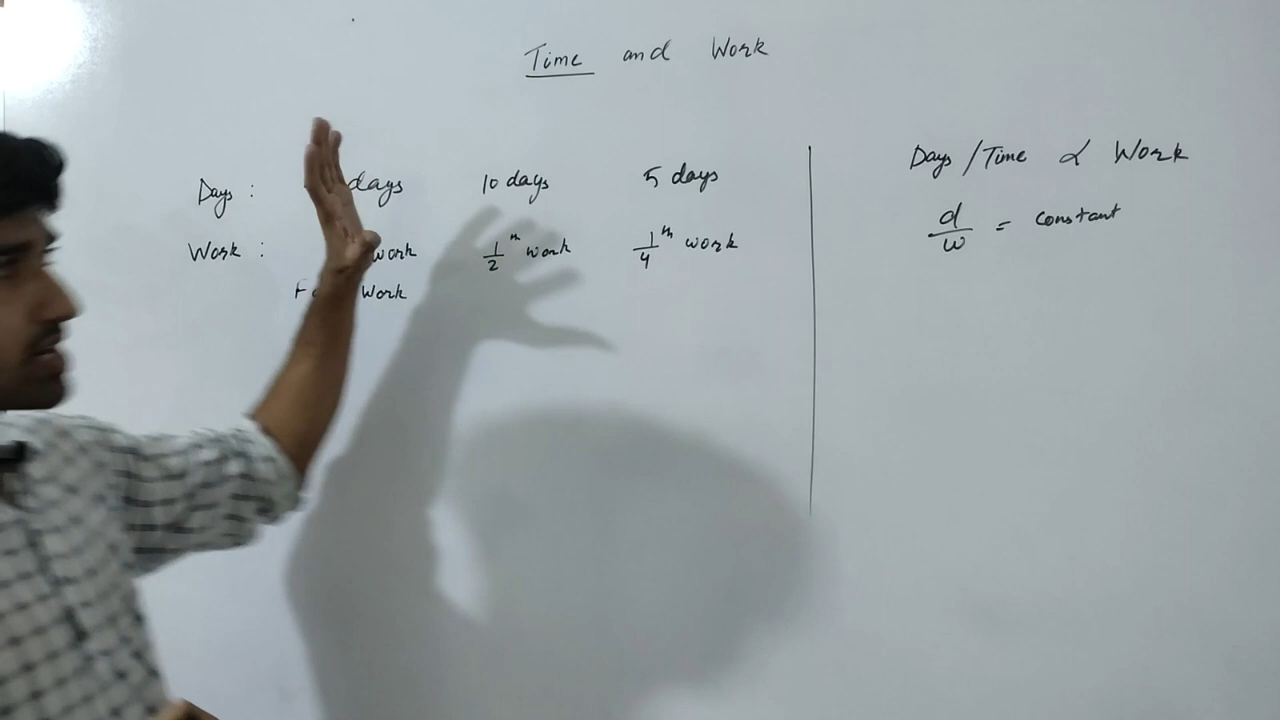 Time and Work
Days : days 10 days 5 days
Work : work 1/2 th work 1/4 th work
Work
Days / Time ∝ Work
d/w = constant